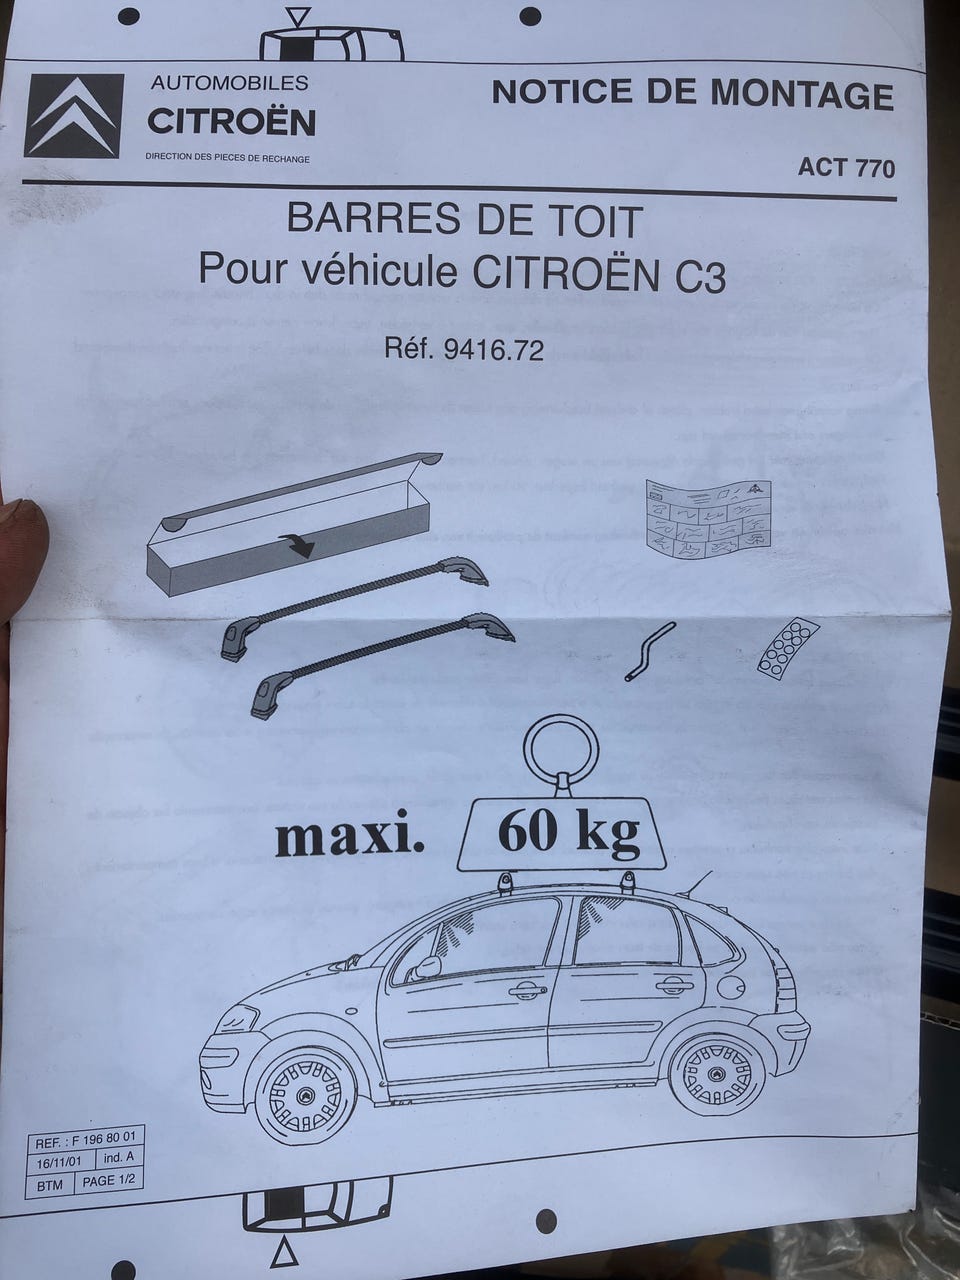 AUTOMOBILES
CITROËN
DIRECTION DES PIECES DE RECHANGE
NOTICE DE MONTAGE
ACT 770
BARRES DE TOIT
Pour véhicule CITROËN C3
Réf. 9416.72
maxi. 60 kg
REF. : F 196 80 01
16/11/01 ind. A
BTM PAGE 1/2